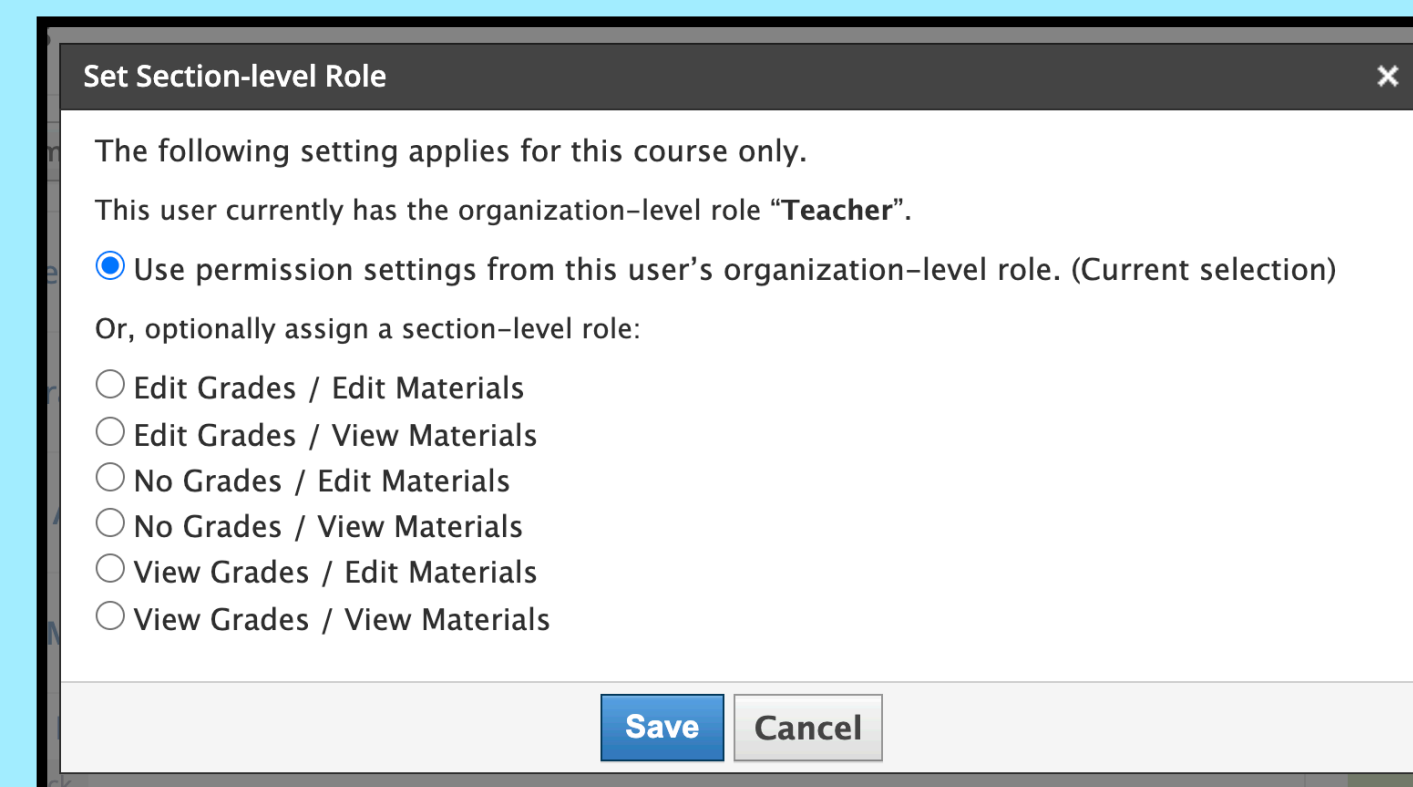 Set Section-level Role
The following setting applies for this course only.
This user currently has the organization-level role “Teacher”.
Use permission settings from this user’s organization-level role. (Current selection)
Or, optionally assign a section-level role:
Edit Grades / Edit Materials
Edit Grades / View Materials
No Grades / Edit Materials
No Grades / View Materials
View Grades / Edit Materials
View Grades / View Materials
Save
Cancel